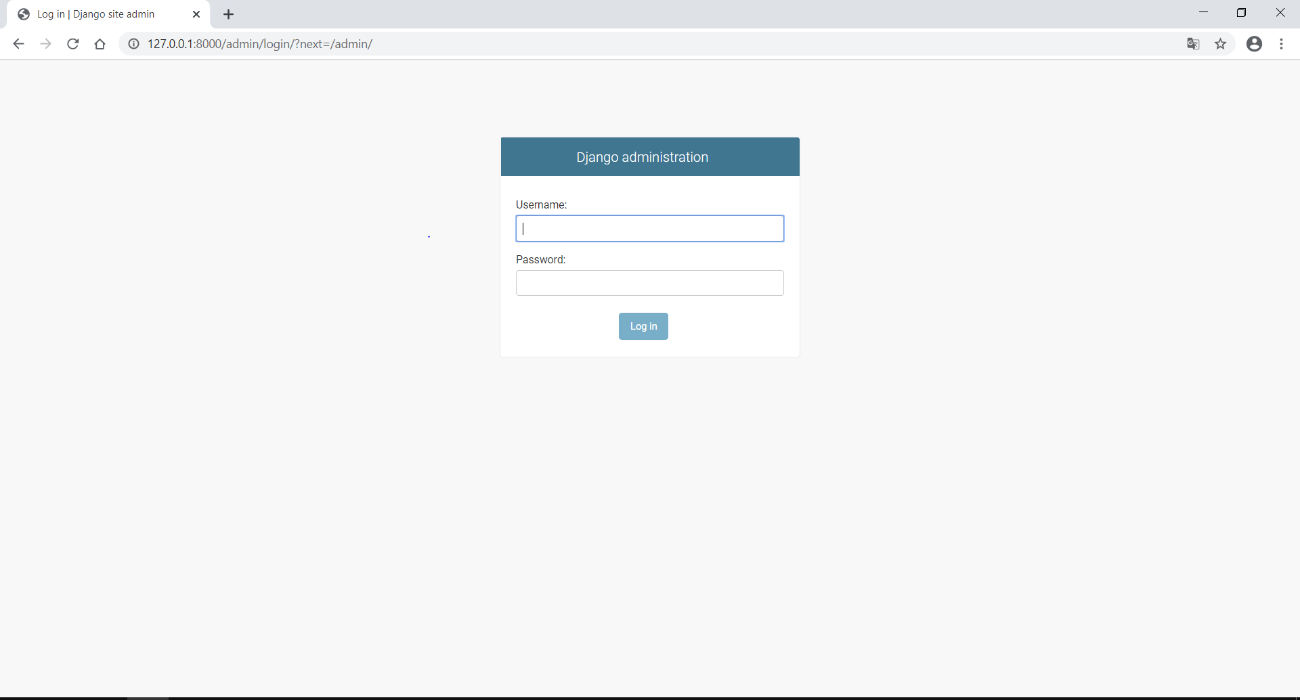 Log in | Django site admin
127.0.0.1:8000/admin/login/?next=/admin/
Django administration
Username:
Password:
Log in